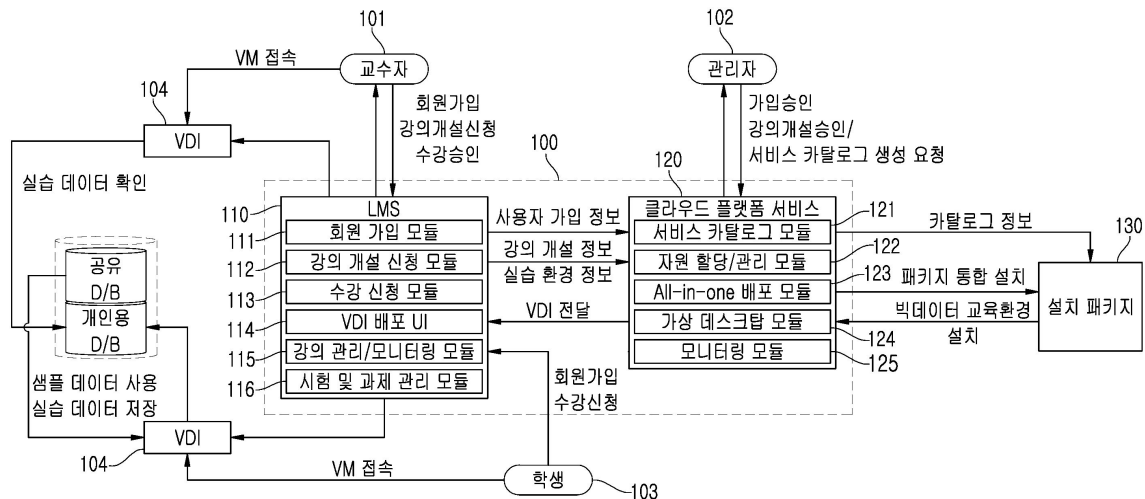 101
교수자
102
관리자
VM 접속
104
VDI
회원가입
강의개설신청
수강승인
가입승인
강의개설승인/
서비스 카탈로그 생성 요청
실습 데이터 확인
100
110
LMS
120
클라우드 플랫폼 서비스
111
회원 가입 모듈
사용자 가입 정보
서비스 카탈로그 모듈
121
카탈로그 정보
130
112
강의 개설 신청 모듈
강의 개설 정보
실습 환경 정보
자원 할당/관리 모듈
122
공유
D/B
113
수강 신청 모듈
All-in-one 배포 모듈
123
패키지 통합 설치
설치 패키지
개인용
D/B
114
VDI 배포 UI
VDI 전달
가상 데스크탑 모듈
124
빅데이터 교육환경
설치
115
강의 관리/모니터링 모듈
모니터링 모듈
125
116
시험 및 과제 관리 모듈
회원가입
수강신청
샘플 데이터 사용
실습 데이터 저장
VDI
104
VM 접속
학생
103